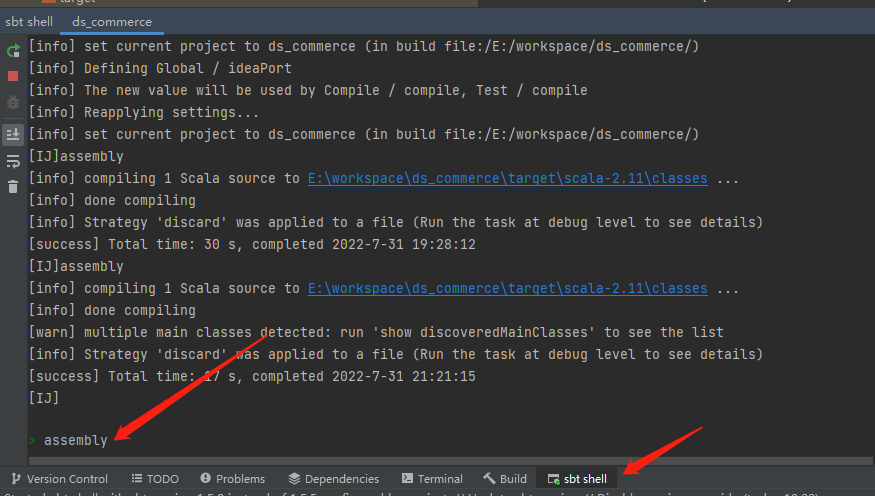 target
sbt shell ds_commerce
[info] set current project to ds_commerce (in build file:/E:/workspace/ds_commerce/)
[info] Defining Global / ideaPort
[info] The new value will be used by Compile / compile, Test / compile
[info] Reapplying settings...
[info] set current project to ds_commerce (in build file:/E:/workspace/ds_commerce/)
[IJ]assembly
[info] compiling 1 Scala source to E:\workspace\ds_commerce\target\scala-2.11\classes ...
[info] done compiling
[info] Strategy 'discard' was applied to a file (Run the task at debug level to see details)
[success] Total time: 30 s, completed 2022-7-31 19:28:12
[IJ]assembly
[info] compiling 1 Scala source to E:\workspace\ds_commerce\target\scala-2.11\classes ...
[info] done compiling
[warn] multiple main classes detected: run 'show discoveredMainClasses' to see the list
[info] Strategy 'discard' was applied to a file (Run the task at debug level to see details)
[success] Total time: 17 s, completed 2022-7-31 21:21:15
[IJ]
> assembly
Version Control TODO Problems Dependencies Terminal Build sbt shell